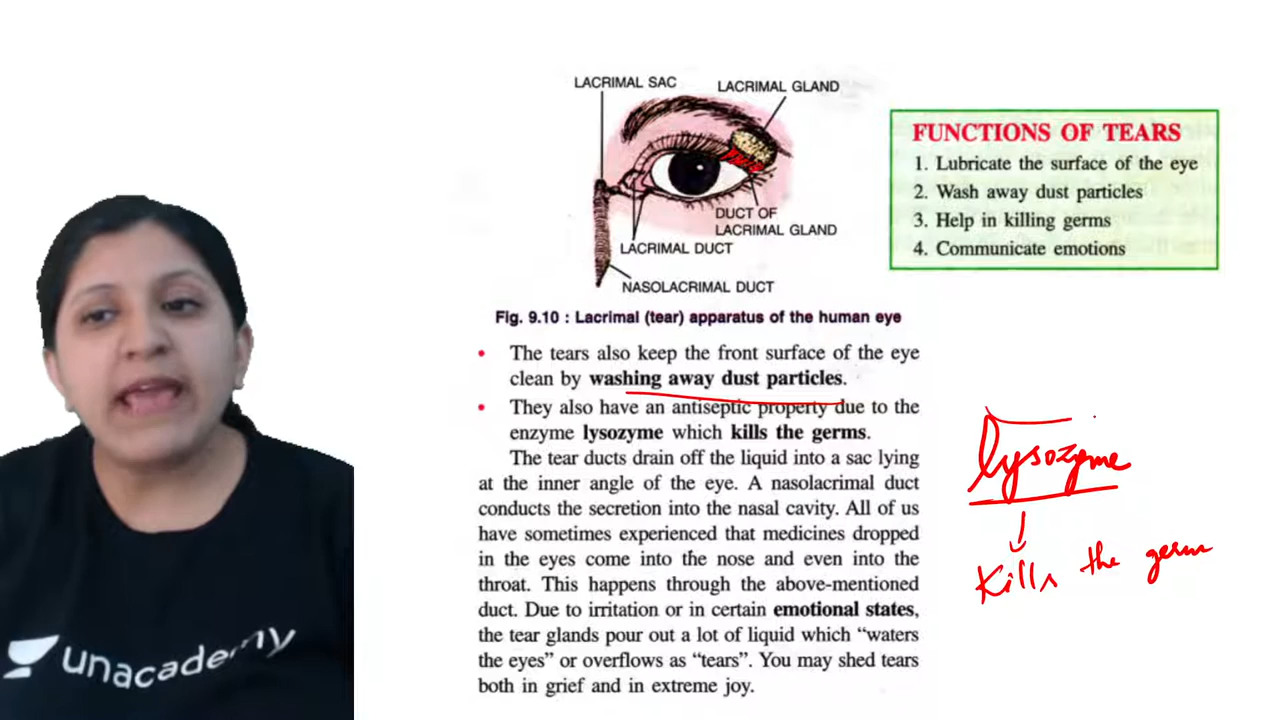 LACRIMAL SAC
LACRIMAL GLAND
DUCT OF
LACRIMAL GLAND
LACRIMAL DUCT
NASOLACRIMAL DUCT
Fig. 9.10 : Lacrimal (tear) apparatus of the human eye
FUNCTIONS OF TEARS
1. Lubricate the surface of the eye
2. Wash away dust particles
3. Help in killing germs
4. Communicate emotions
• The tears also keep the front surface of the eye
clean by washing away dust particles.
• They also have an antiseptic property due to the
enzyme lysozyme which kills the germs.
The tear ducts drain off the liquid into a sac lying
at the inner angle of the eye. A nasolacrimal duct
conducts the secretion into the nasal cavity. All of us
have sometimes experienced that medicines dropped
in the eyes come into the nose and even into the
throat. This happens through the above-mentioned
duct. Due to irritation or in certain emotional states,
the tear glands pour out a lot of liquid which “waters
the eyes” or overflows as “tears”. You may shed tears
both in grief and in extreme joy.
lysozyme
Kills the germ
unacademy